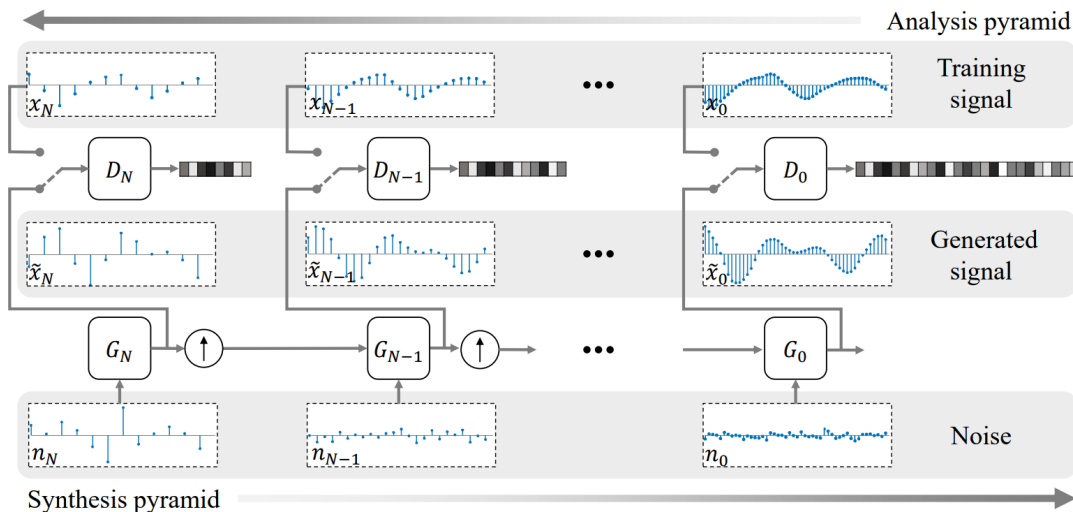 Analysis pyramid
x_N
x_{N-1}
•••
x_0
Training
signal
D_N
D_{N-1}
D_0
x̃_N
x̃_{N-1}
•••
x̃_0
Generated
signal
G_N
↑
G_{N-1}
↑
•••
G_0
n_N
n_{N-1}
n_0
Noise
Synthesis pyramid